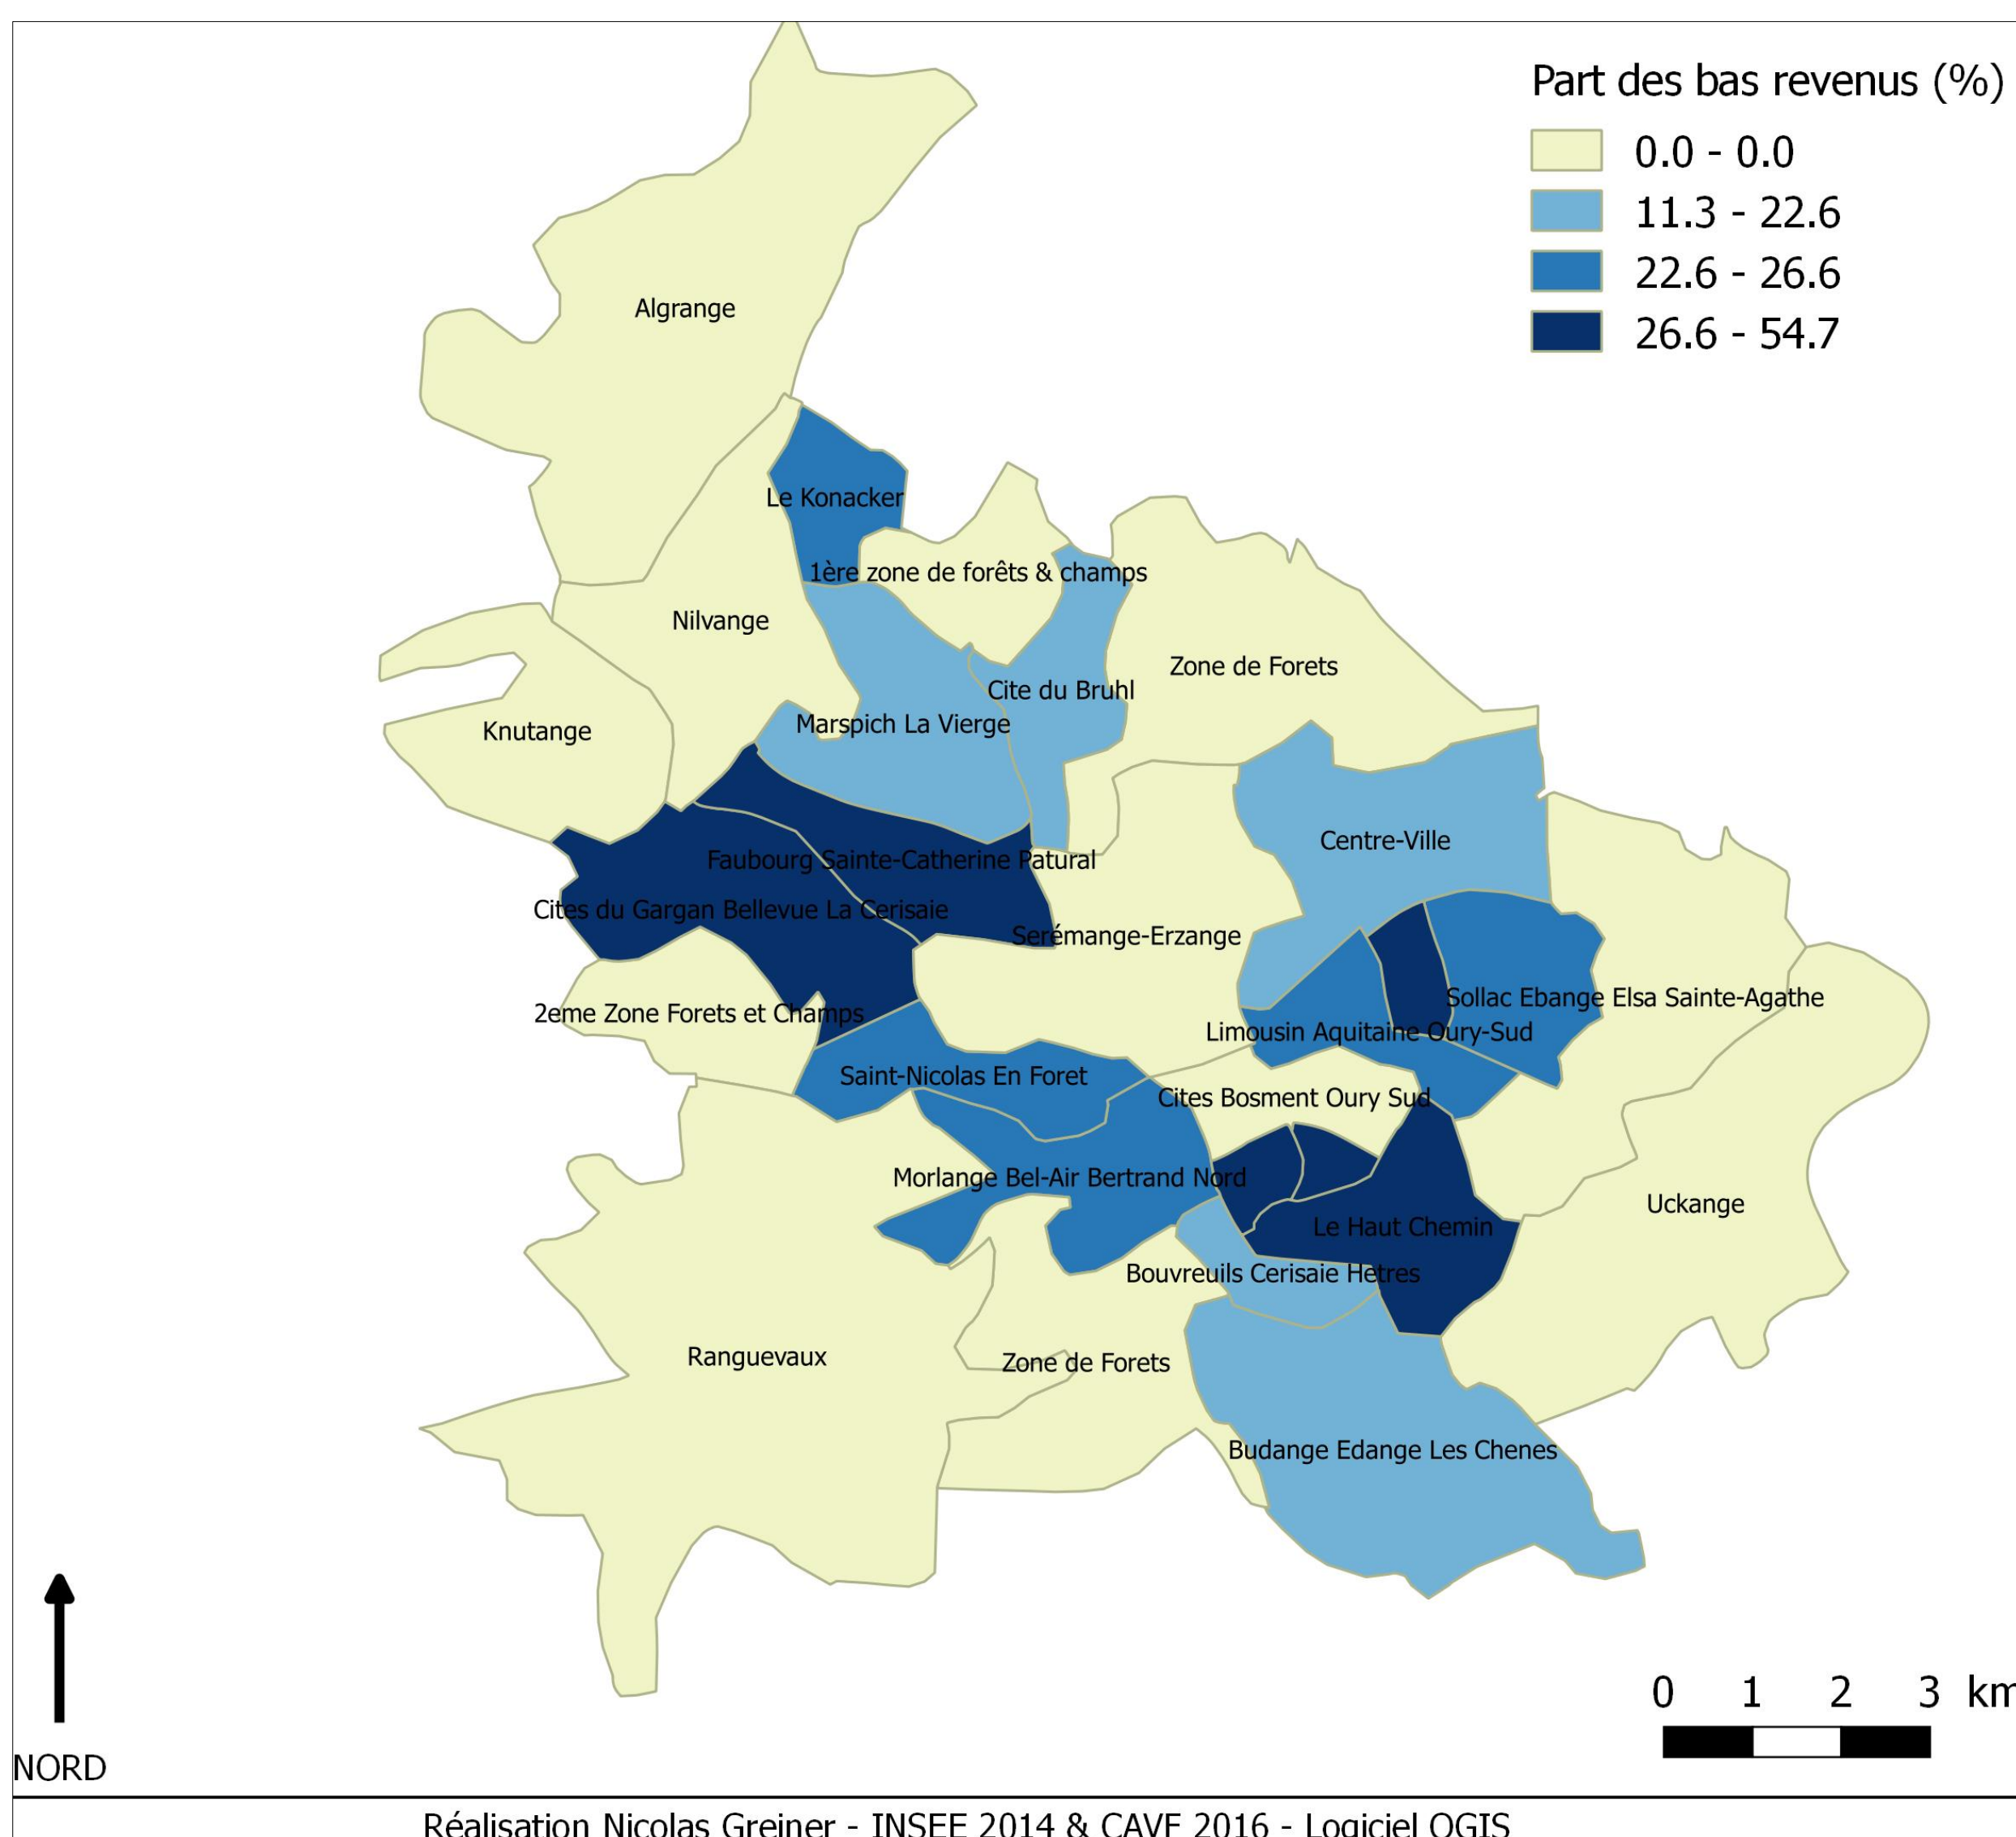 Part des bas revenus (%)
0.0 - 0.0
11.3 - 22.6
22.6 - 26.6
26.6 - 54.7
Algrange
Le Konacker
1ère zone de forêts & champs
Nilvange
Zone de Forets
Cite du Bruhl
Marspich La Vierge
Knutange
Centre-Ville
Faubourg Sainte-Catherine Patural
Cites du Gargan Bellevue La Cerisaie
Serémange-Erzange
Sollac Ebange Elsa Sainte-Agathe
2eme Zone Forets et Champs
Limousin Aquitaine Oury-Sud
Saint-Nicolas En Foret
Cites Bosment Oury Sud
Morlange Bel-Air Bertrand Nord
Uckange
Le Haut Chemin
Bouvreuils Cerisaie Hetres
Ranguevaux
Zone de Forets
Budange Edange Les Chenes
0 1 2 3 km
NORD
Réalisation Nicolas Greiner - INSEE 2014 & CAVF 2016 - Logiciel QGIS